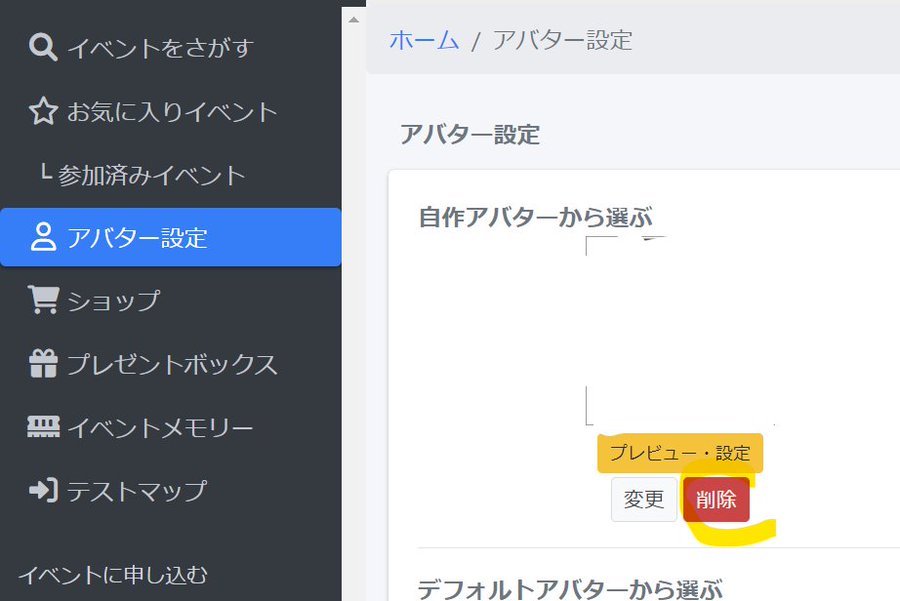 イベントをさがす
お気に入りイベント
└ 参加済みイベント
アバター設定
ショップ
プレゼントボックス
イベントメモリー
テストマップ
イベントに申し込む
ホーム / アバター設定
アバター設定
自作アバターから選ぶ
プレビュー・設定
変更 削除
デフォルトアバターから選ぶ